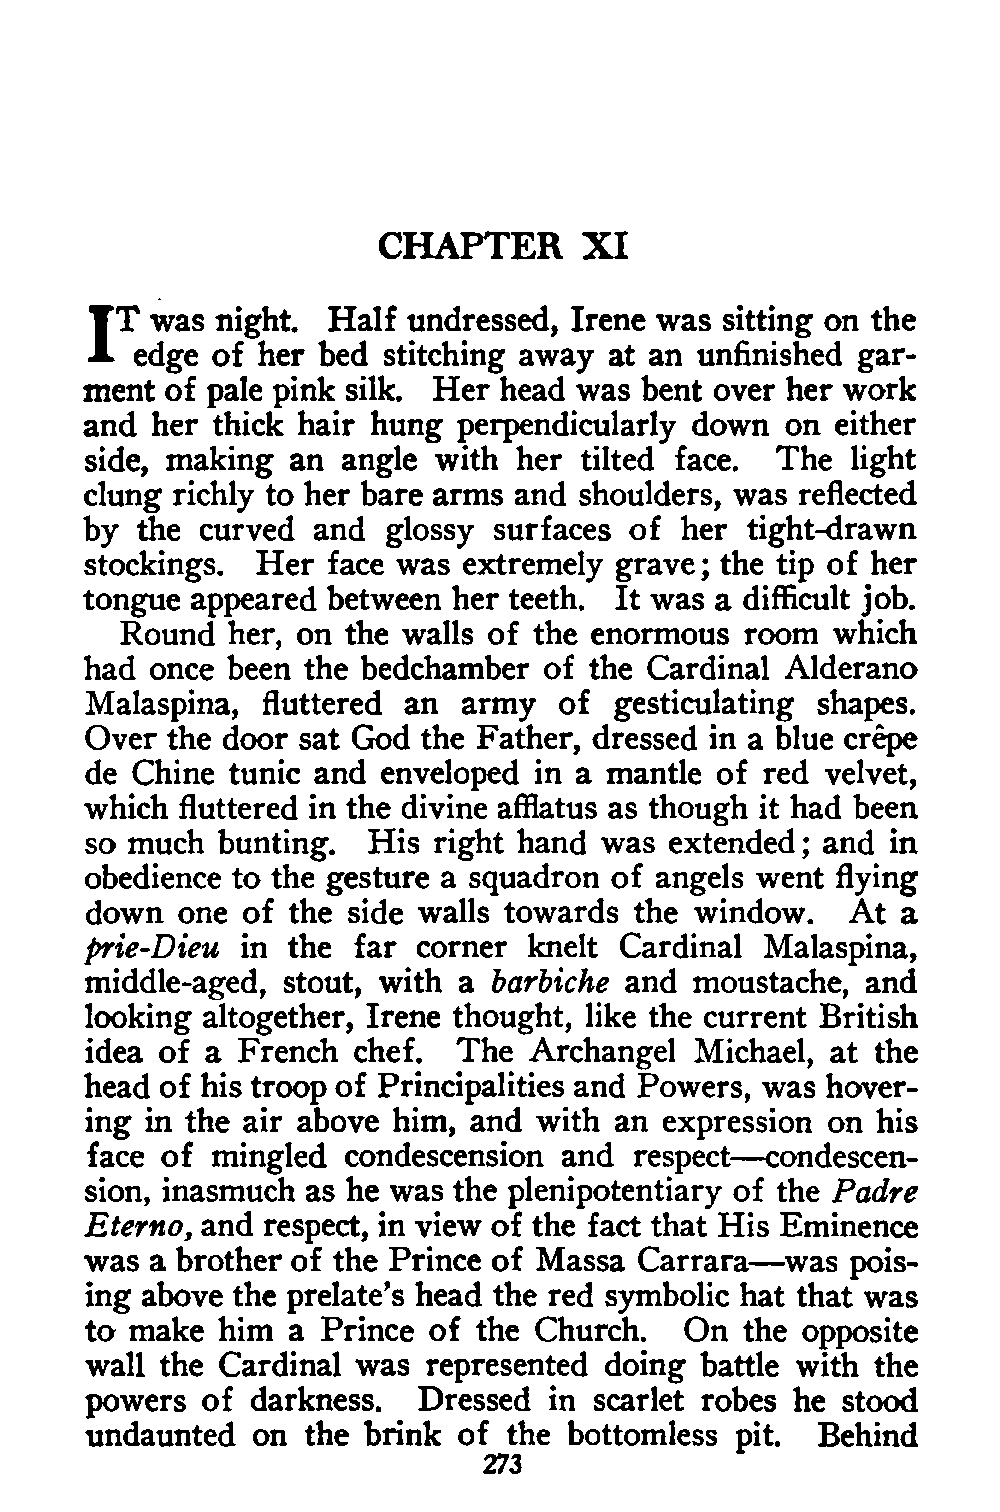 CHAPTER XI
IT was night. Half undressed, Irene was sitting on the
edge of her bed stitching away at an unfinished gar-
ment of pale pink silk. Her head was bent over her work
and her thick hair hung perpendicularly down on either
side, making an angle with her tilted face. The light
clung richly to her bare arms and shoulders, was reflected
by the curved and glossy surfaces of her tight-drawn
stockings. Her face was extremely grave; the tip of her
tongue appeared between her teeth. It was a difficult job.
Round her, on the walls of the enormous room which
had once been the bedchamber of the Cardinal Alderano
Malaspina, fluttered an army of gesticulating shapes.
Over the door sat God the Father, dressed in a blue crêpe
de Chine tunic and enveloped in a mantle of red velvet,
which fluttered in the divine afflatus as though it had been
so much bunting. His right hand was extended; and in
obedience to the gesture a squadron of angels went flying
down one of the side walls towards the window. At a
prie-Dieu in the far corner knelt Cardinal Malaspina,
middle-aged, stout, with a barbiche and moustache, and
looking altogether, Irene thought, like the current British
idea of a French chef. The Archangel Michael, at the
head of his troop of Principalities and Powers, was hover-
ing in the air above him, and with an expression on his
face of mingled condescension and respect—condescen-
sion, inasmuch as he was the plenipotentiary of the Padre
Eterno, and respect, in view of the fact that His Eminence
was a brother of the Prince of Massa Carrara—was pois-
ing above the prelate's head the red symbolic hat that was
to make him a Prince of the Church. On the opposite
wall the Cardinal was represented doing battle with the
powers of darkness. Dressed in scarlet robes he stood
undaunted on the brink of the bottomless pit. Behind
273